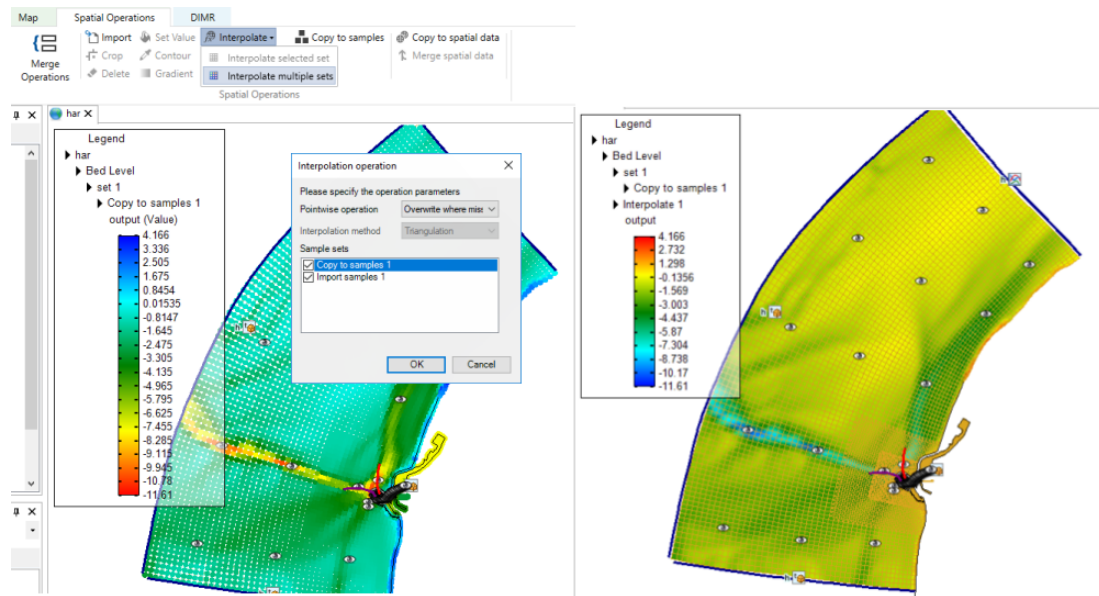 Map Spatial Operations DIMR
Import Set Value Interpolate Copy to samples Copy to spatial data
Merge Operations
Crop Contour Interpolate selected set Merge spatial data
Delete Gradient Interpolate multiple sets
Spatial Operations
har
Legend
har
Bed Level
set 1
Copy to samples 1
output (Value)
4.166
3.336
2.505
1.675
0.8454
0.01535
-0.8147
-1.645
-2.475
-3.305
-4.135
-4.965
-5.795
-6.625
-7.455
-8.285
-9.115
-9.945
-10.78
-11.61
Interpolation operation
Please specify the operation parameters
Pointwise operation Overwrite where miss
Interpolation method Triangulation
Sample sets
Copy to samples 1
Import samples 1
OK Cancel
Legend
har
Bed Level
set 1
Copy to samples 1
Interpolate 1
output
4.166
2.732
1.298
-0.1356
-1.569
-3.003
-4.437
-5.87
-7.304
-8.738
-10.17
-11.61